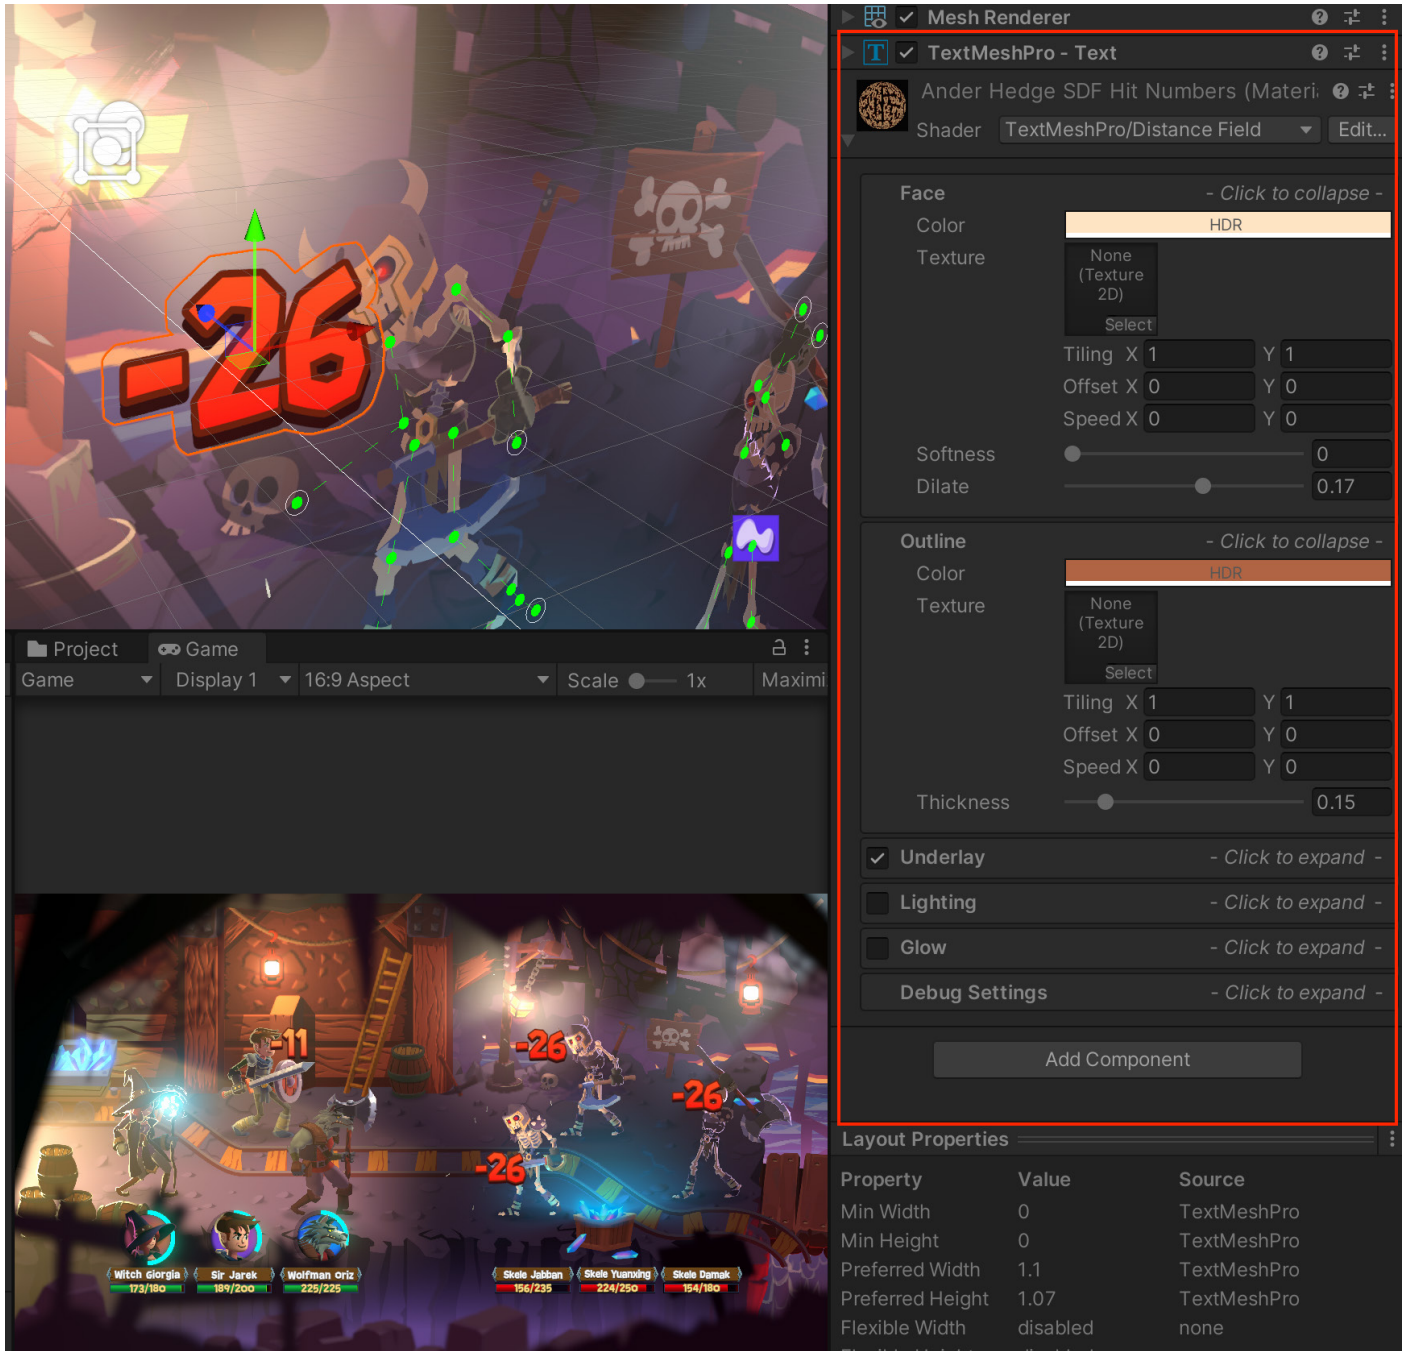 -26
Project
Game
Game
Display 1
16:9 Aspect
Scale
1x
Maximi
-11
-26
-26
-26
Witch Giorgia
Sir Jarek
Wolfman Oriz
173/180
189/200
225/225
Skele Jabban
Skele Yuanxing
Skele Damak
156/235
224/250
154/180
Mesh Renderer
TextMeshPro - Text
Ander Hedge SDF Hit Numbers (Materi
Shader
TextMeshPro/Distance Field
Edit...
Face
- Click to collapse -
Color
HDR
Texture
None
(Texture
2D)
Select
Tiling X 1 Y 1
Offset X 0 Y 0
Speed X 0 Y 0
Softness 0
Dilate 0.17
Outline
- Click to collapse -
Color
HDR
Texture
None
(Texture
2D)
Select
Tiling X 1 Y 1
Offset X 0 Y 0
Speed X 0 Y 0
Thickness 0.15
Underlay - Click to expand -
Lighting - Click to expand -
Glow - Click to expand -
Debug Settings - Click to expand -
Add Component
Layout Properties
Property Value Source
Min Width 0 TextMeshPro
Min Height 0 TextMeshPro
Preferred Width 1.1 TextMeshPro
Preferred Height 1.07 TextMeshPro
Flexible Width disabled none